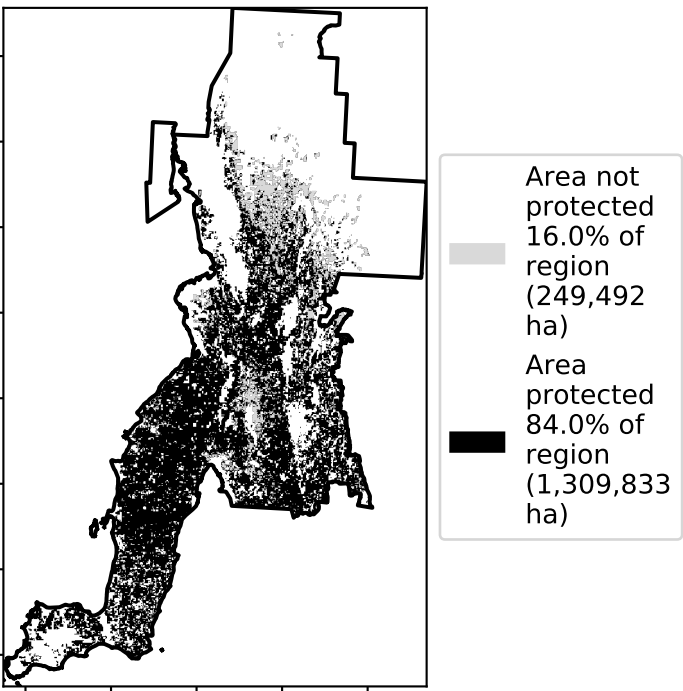 Area not
protected
16.0% of
region
(249,492
ha)
Area
protected
84.0% of
region
(1,309,833
ha)